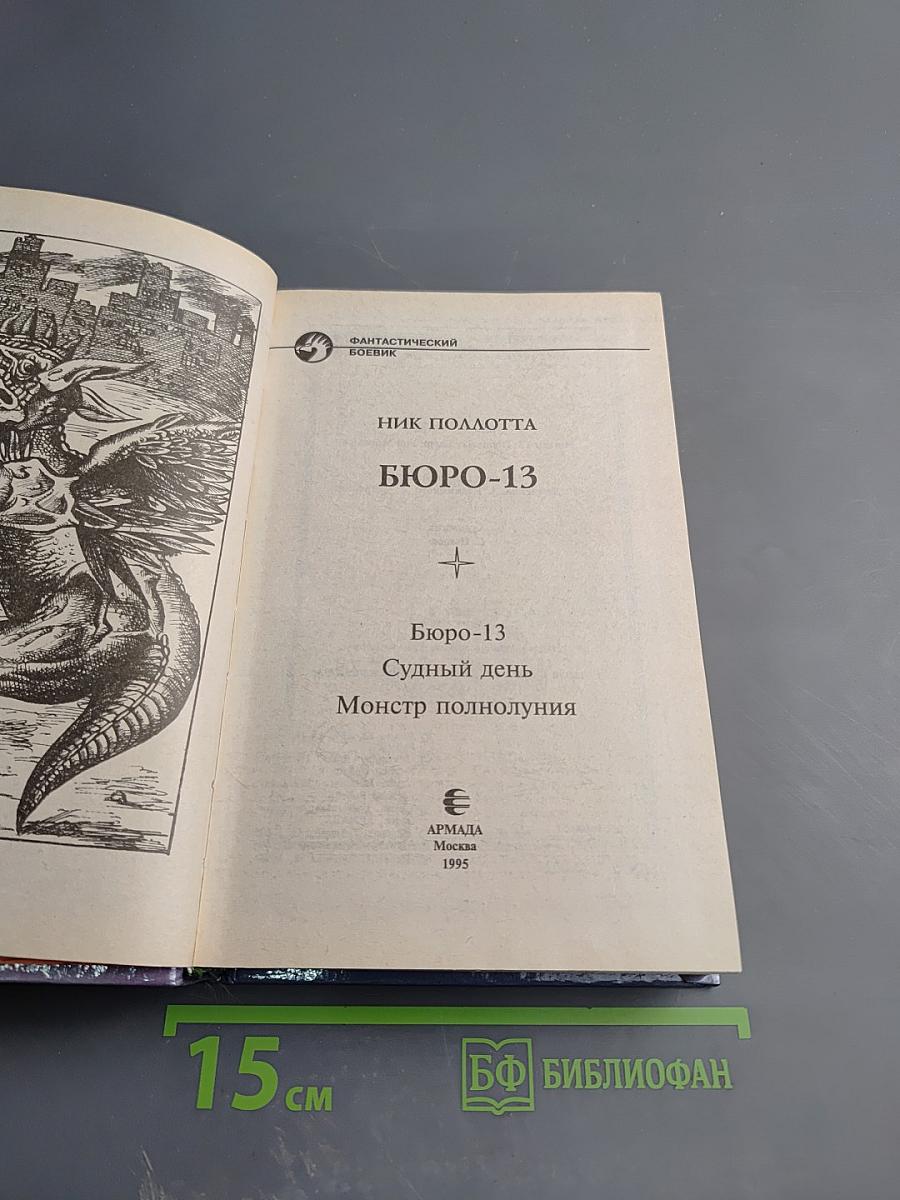 ФАНТАСТИЧЕСКИЙ
БОЕВИК
НИК ПОЛЛОТТА
БЮРО-13
Бюро-13
Судный день
Монстр полнолуния
АРМАДА
Москва
1995
15 см
БФ БИБЛИОФАН